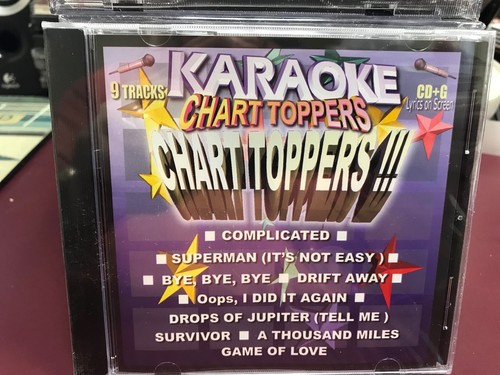 KARAOKE
9 TRACKS
CD+G
Lyrics on Screen
CHART TOPPERS
CHART TOPPERS !!!
COMPLICATED
SUPERMAN (IT'S NOT EASY )
BYE, BYE, BYE DRIFT AWAY
Oops, I DID IT AGAIN
DROPS OF JUPITER (TELL ME )
SURVIVOR A THOUSAND MILES
GAME OF LOVE